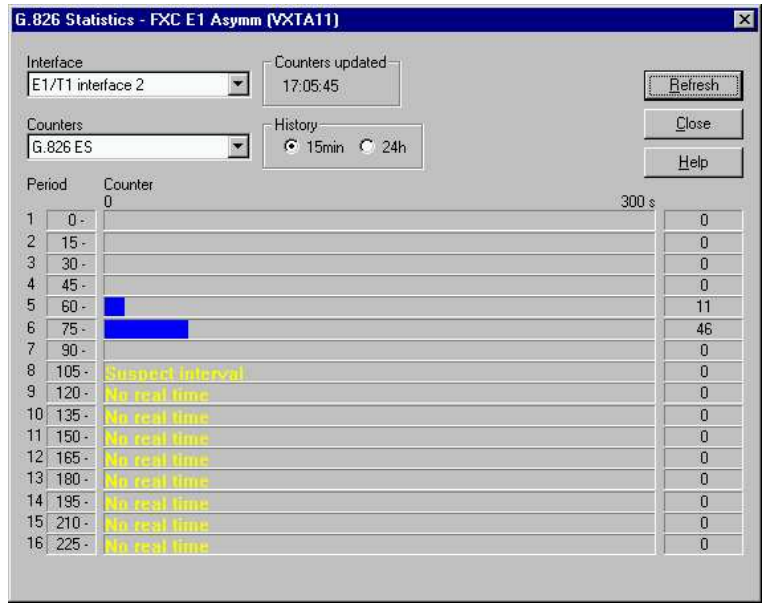 G.826 Statistics - FXC E1 Asymm (VXTA11)
Interface
E1/T1 interface 2
Counters updated
17:05:45
Refresh
Counters
G.826 ES
History
15min 24h
Close
Help
Period Counter
0 300 s
1 0 - 0
2 15 - 0
3 30 - 0
4 45 - 0
5 60 - 11
6 75 - 46
7 90 - 0
8 105 - Suspect interval 0
9 120 - No real time 0
10 135 - No real time 0
11 150 - No real time 0
12 165 - No real time 0
13 180 - No real time 0
14 195 - No real time 0
15 210 - No real time 0
16 225 - No real time 0